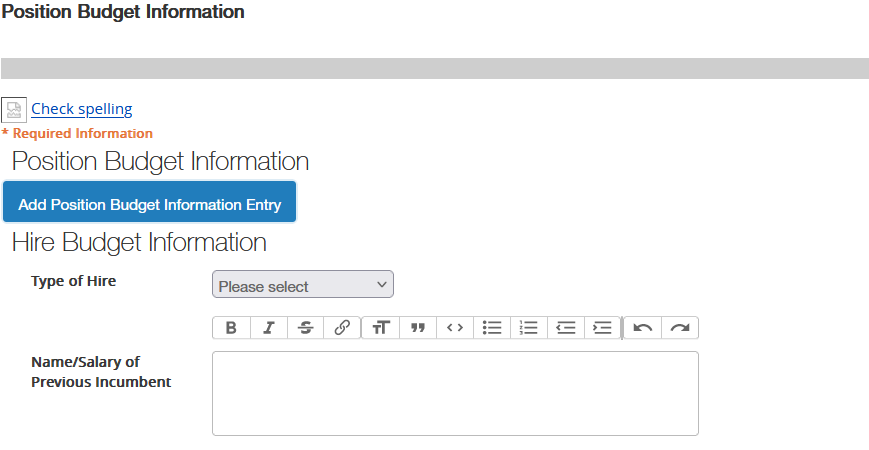 Position Budget Information
Check spelling
* Required Information
Position Budget Information
Add Position Budget Information Entry
Hire Budget Information
Type of Hire
Please select
Name/Salary of
Previous Incumbent